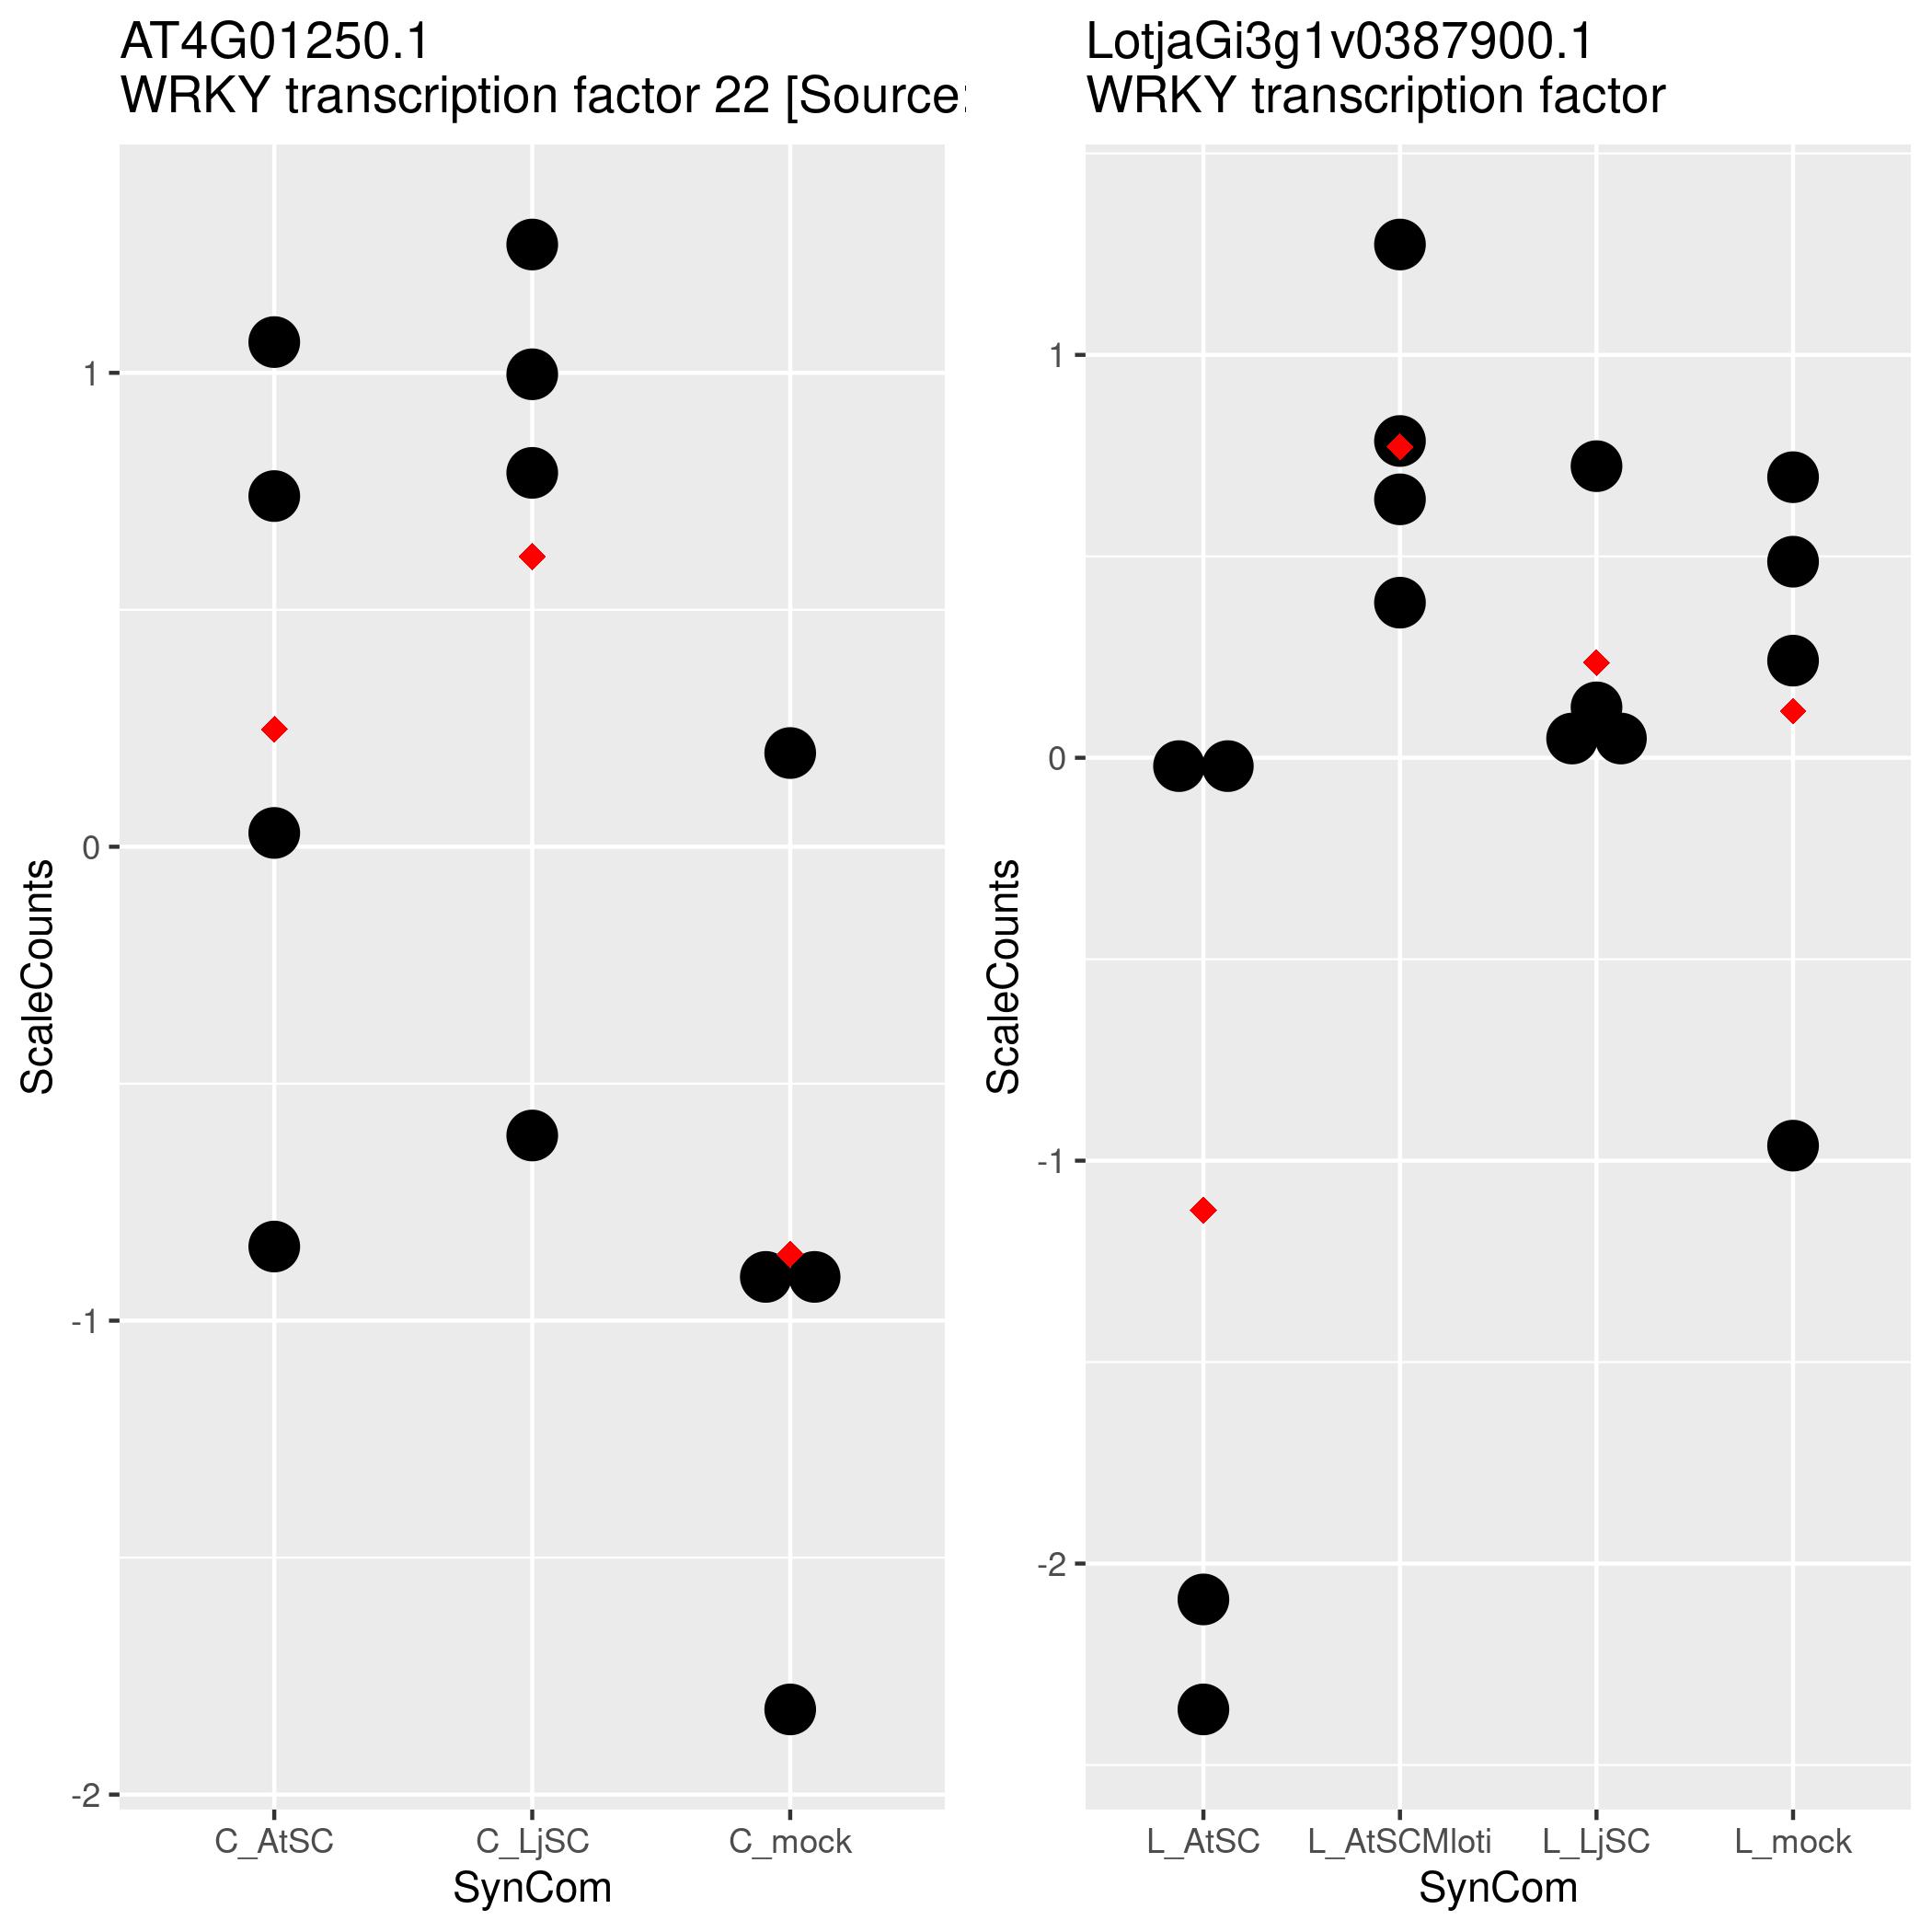 AT4G01250.1
WRKY transcription factor 22 [Source:
ScaleCounts
1
0
-1
-2
C_AtSC
C_LjSC
C_mock
SynCom
LotjaGi3g1v0387900.1
WRKY transcription factor
ScaleCounts
1
0
-1
-2
L_AtSC
L_AtSCMloti
L_LjSC
L_mock
SynCom